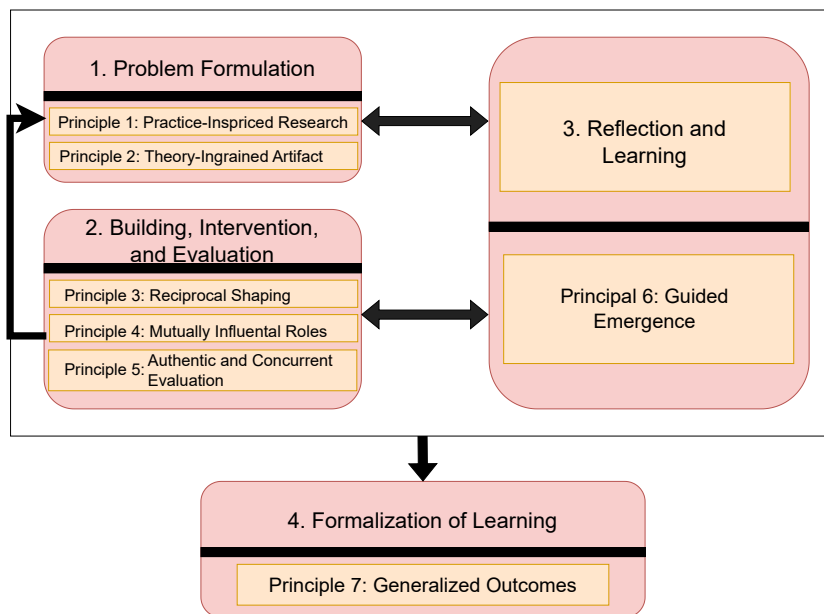 1. Problem Formulation
Principle 1: Practice-Inspriced Research
Principle 2: Theory-Ingrained Artifact
2. Building, Intervention,
and Evaluation
Principle 3: Reciprocal Shaping
Principle 4: Mutually Influental Roles
Principle 5: Authentic and Concurrent
Evaluation
3. Reflection and
Learning
Principal 6: Guided
Emergence
4. Formalization of Learning
Principle 7: Generalized Outcomes